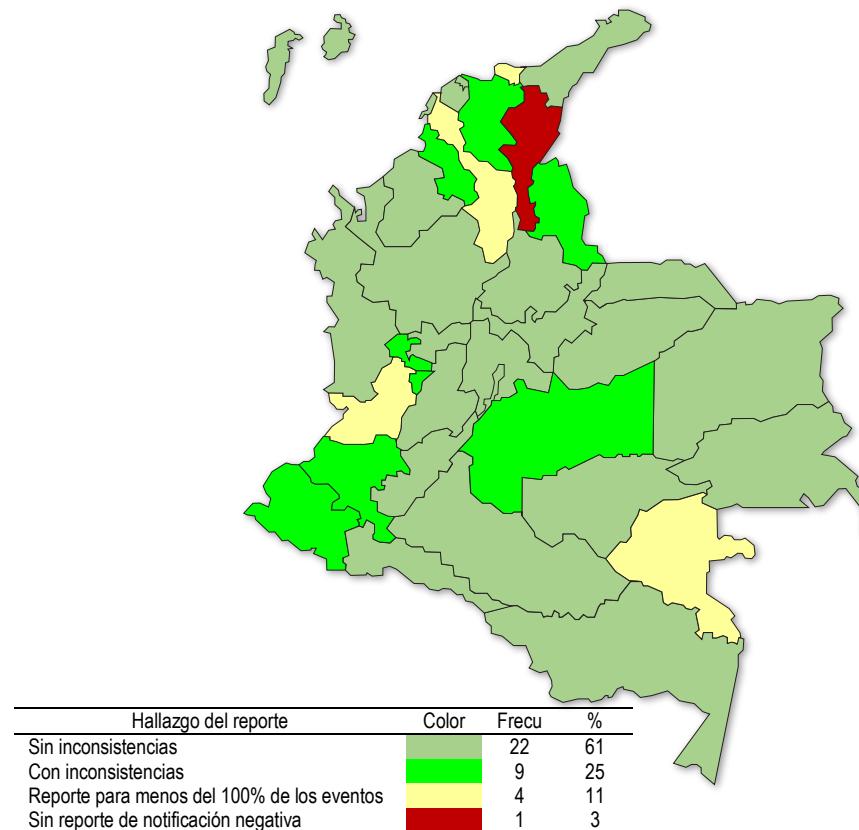 Hallazgo del reporte Color Frecu %
Sin inconsistencias 22 61
Con inconsistencias 9 25
Reporte para menos del 100% de los eventos 4 11
Sin reporte de notificación negativa 1 3